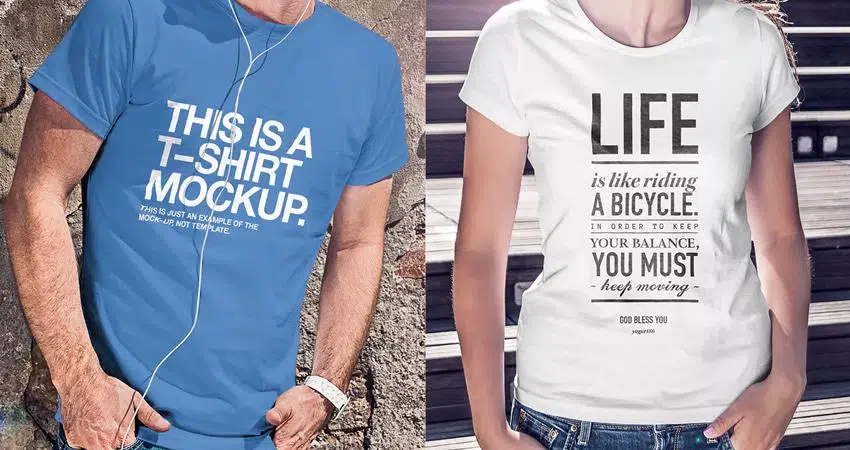 THIS IS A
T-SHIRT
MOCKUP.
THIS IS JUST AN EXAMPLE OF THE
MOCK-UP, NOT TEMPLATE.
LIFE
is like riding
A BICYCLE.
IN ORDER TO KEEP
YOUR BALANCE,
YOU MUST
- keep moving -
GOD BLESS YOU
yogurt86